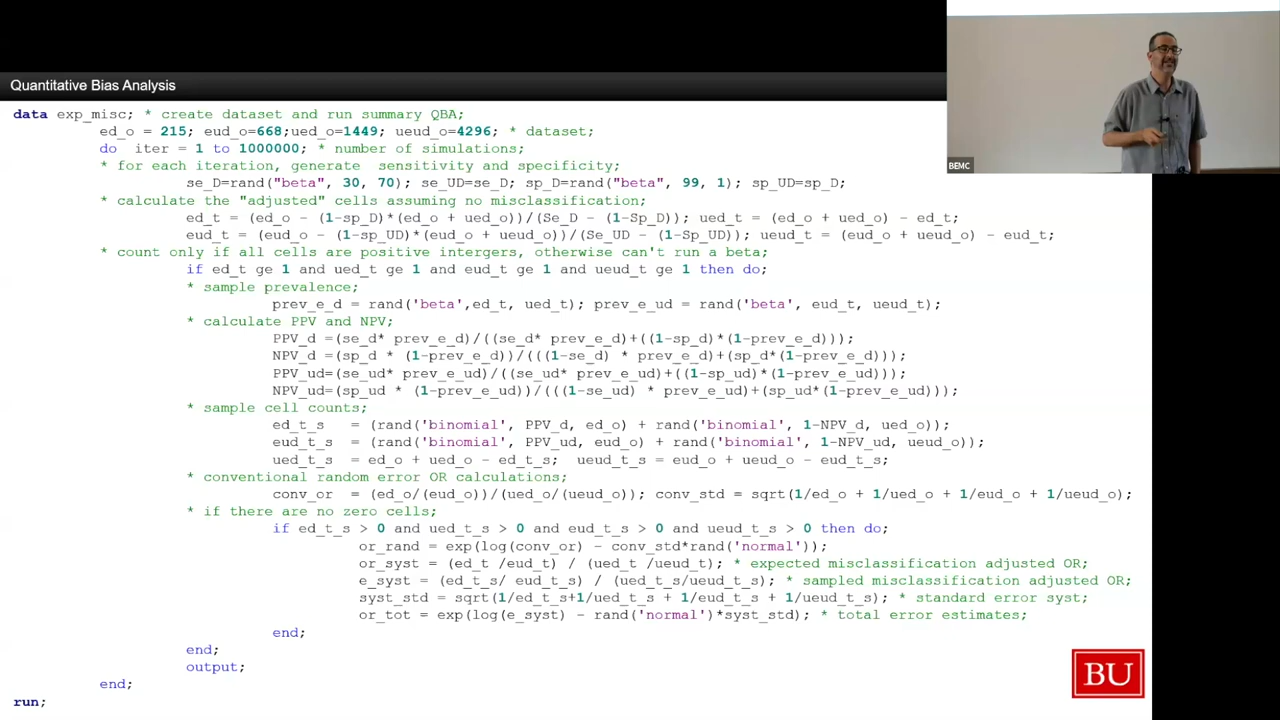 Quantitative Bias Analysis
BEMC
data exp_misc; * create dataset and run summary QBA;
ed_o = 215; eud_o=668;ued_o=1449; ueud_o=4296; * dataset;
do iter = 1 to 1000000; * number of simulations;
* for each iteration, generate sensitivity and specificity;
se_D=rand("beta", 30, 70); se_UD=se_D; sp_D=rand("beta", 99, 1); sp_UD=sp_D;
* calculate the "adjusted" cells assuming no misclassification;
ed_t = (ed_o - (1-sp_D)*(ed_o + ued_o))/(Se_D - (1-Sp_D)); ued_t = (ed_o + ued_o) - ed_t;
eud_t = (eud_o - (1-sp_UD)*(eud_o + ueud_o))/(Se_UD - (1-Sp_UD)); ueud_t = (eud_o + ueud_o) - eud_t;
* count only if all cells are positive intergers, otherwise can't run a beta;
if ed_t ge 1 and ued_t ge 1 and eud_t ge 1 and ueud_t ge 1 then do;
* sample prevalence;
prev_e_d = rand('beta',ed_t, ued_t); prev_e_ud = rand('beta', eud_t, ueud_t);
* calculate PPV and NPV;
PPV_d =(se_d* prev_e_d)/((se_d* prev_e_d)+((1-sp_d)*(1-prev_e_d)));
NPV_d =(sp_d * (1-prev_e_d))/(((1-se_d) * prev_e_d)+(sp_d*(1-prev_e_d)));
PPV_ud=(se_ud* prev_e_ud)/((se_ud* prev_e_ud)+((1-sp_ud)*(1-prev_e_ud)));
NPV_ud=(sp_ud * (1-prev_e_ud))/(((1-se_ud) * prev_e_ud)+(sp_ud*(1-prev_e_ud)));
* sample cell counts;
ed_t_s = (rand('binomial', PPV_d, ed_o) + rand('binomial', 1-NPV_d, ued_o));
eud_t_s = (rand('binomial', PPV_ud, eud_o) + rand('binomial', 1-NPV_ud, ueud_o));
ued_t_s = ed_o + ued_o - ed_t_s; ueud_t_s = eud_o + ueud_o - eud_t_s;
* conventional random error OR calculations;
conv_or = (ed_o/(eud_o))/(ued_o/(ueud_o)); conv_std = sqrt(1/ed_o + 1/ued_o + 1/eud_o + 1/ueud_o);
* if there are no zero cells;
if ed_t_s > 0 and ued_t_s > 0 and eud_t_s > 0 and ueud_t_s > 0 then do;
or_rand = exp(log(conv_or) - conv_std*rand('normal'));
or_syst = (ed_t /eud_t) / (ued_t /ueud_t); * expected misclassification adjusted OR;
e_syst = (ed_t_s/ eud_t_s) / (ued_t_s/ueud_t_s); * sampled misclassification adjusted OR;
syst_std = sqrt(1/ed_t_s+1/ued_t_s + 1/eud_t_s + 1/ueud_t_s); * standard error syst;
or_tot = exp(log(e_syst) - rand('normal')*syst_std); * total error estimates;
end;
end;
output;
end;
run;
BU